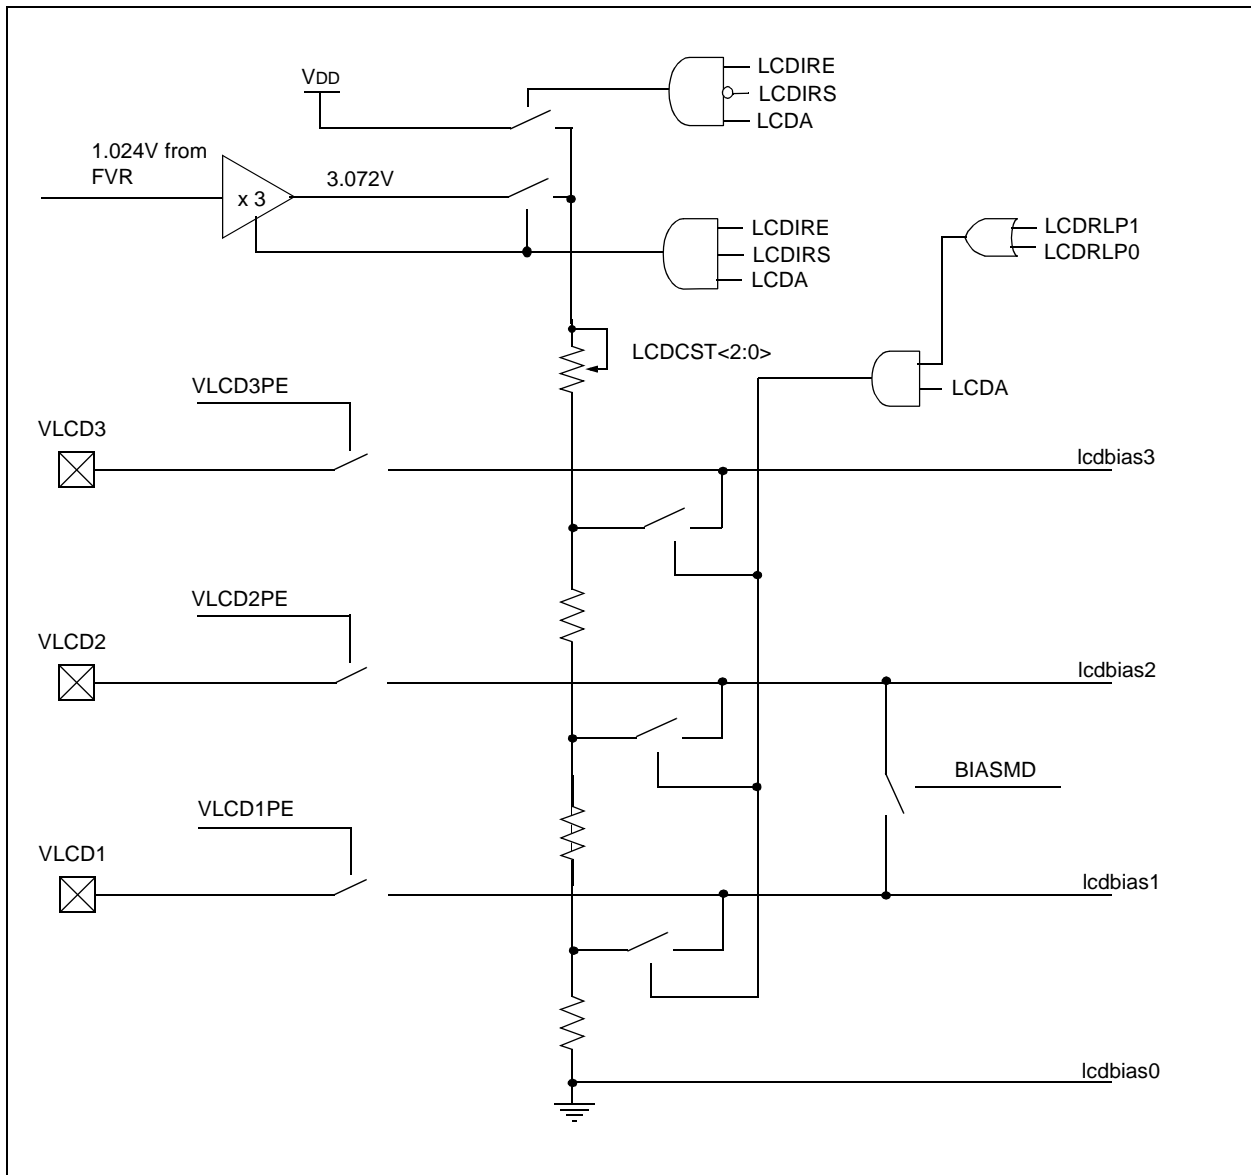 VDD
LCDIRE
LCDIRS
LCDA
1.024V from
FVR
x 3
3.072V
LCDIRE
LCDIRS
LCDA
LCDRLP1
LCDRLP0
LCDCST<2:0>
LCDA
VLCD3PE
VLCD3
lcdbias3
VLCD2PE
VLCD2
lcdbias2
BIASMD
VLCD1PE
VLCD1
lcdbias1
lcdbias0